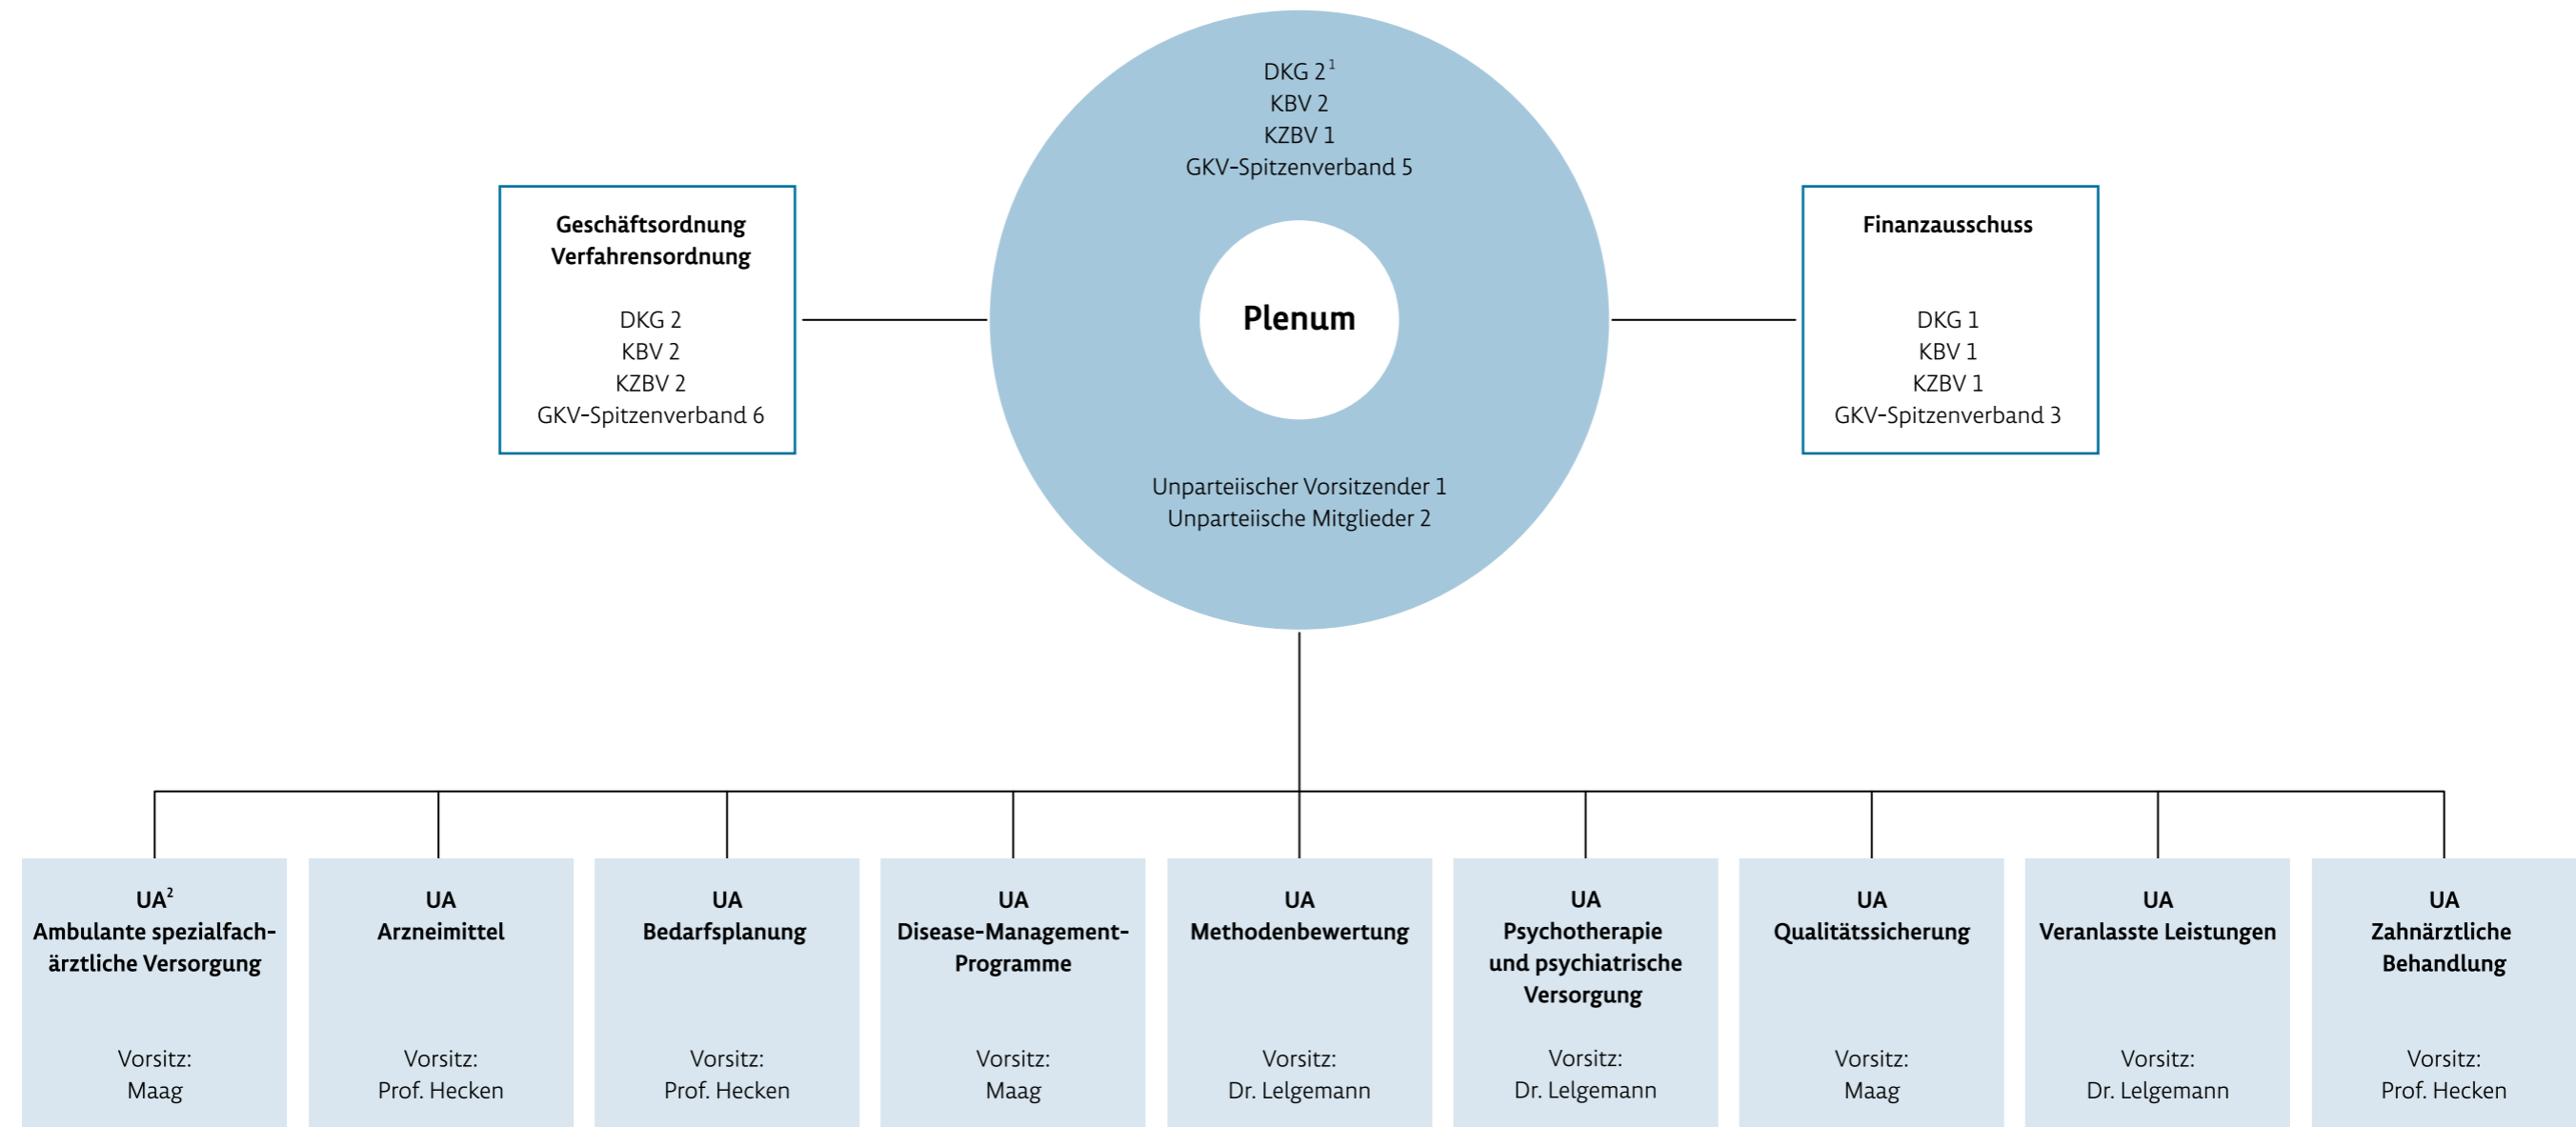 DKG 2¹
KBV 2
KZBV 1
GKV-Spitzenverband 5
Geschäftsordnung
Verfahrensordnung
DKG 2
KBV 2
KZBV 2
GKV-Spitzenverband 6
Plenum
Finanzausschuss
DKG 1
KBV 1
KZBV 1
GKV-Spitzenverband 3
Unparteiischer Vorsitzender 1
Unparteiische Mitglieder 2
UA²
Ambulante spezialfach-
ärztliche Versorgung
Vorsitz:
Maag
UA
Arzneimittel
Vorsitz:
Prof. Hecken
UA
Bedarfsplanung
Vorsitz:
Prof. Hecken
UA
Disease-Management-
Programme
Vorsitz:
Maag
UA
Methodenbewertung
Vorsitz:
Dr. Lelgemann
UA
Psychotherapie
und psychiatrische
Versorgung
Vorsitz:
Dr. Lelgemann
UA
Qualitätssicherung
Vorsitz:
Maag
UA
Veranlasste Leistungen
Vorsitz:
Dr. Lelgemann
UA
Zahnärztliche
Behandlung
Vorsitz:
Prof. Hecken